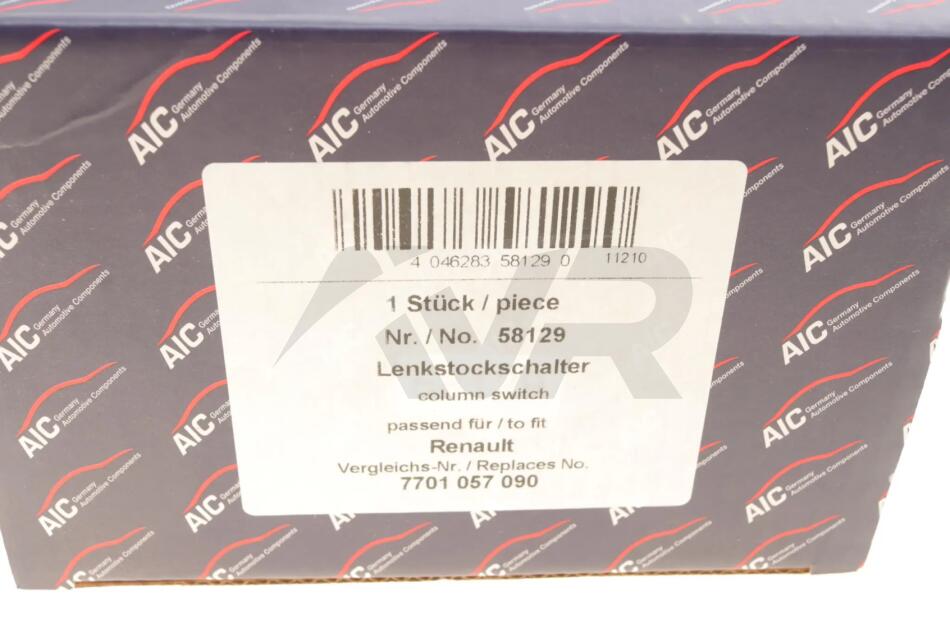 AIC Germany Automotive Components
4 046283 58129 0 11210
1 Stück / piece
Nr. / No. 58129
Lenkstockschalter
column switch
passend für / to fit
Renault
Vergleichs-Nr. / Replaces No.
7701 057 090
VR